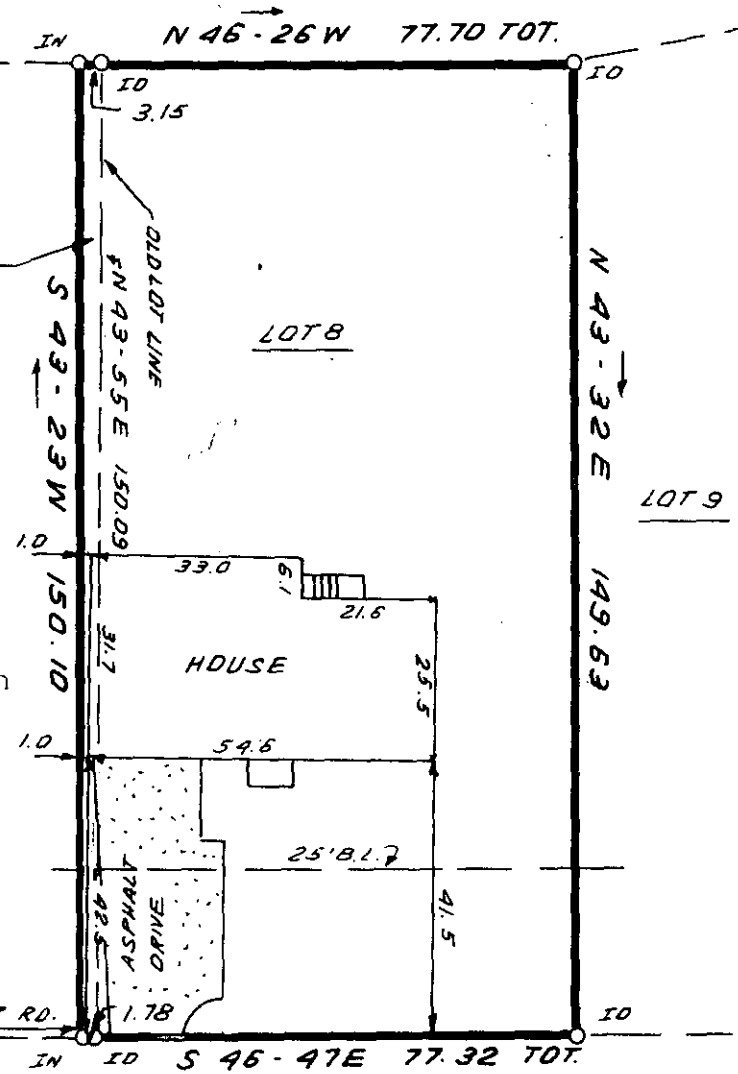 IN
N 46-26 W 77.70 TOT.
IO
IO
3.15
OLD LOT LINE
N 43-55 E 150.09
S 43-23 W 150.10
N 43-32 E 149.63
LOT 8
LOT 9
1.0
33.0
6.1
21.6
31.7
HOUSE
25.5
1.0
54.6
25' B.L.
42.5
ASPHALT
DRIVE
41.5
RD.
1.78
IN
IO
S 46-47E 77.32 TOT.
IO